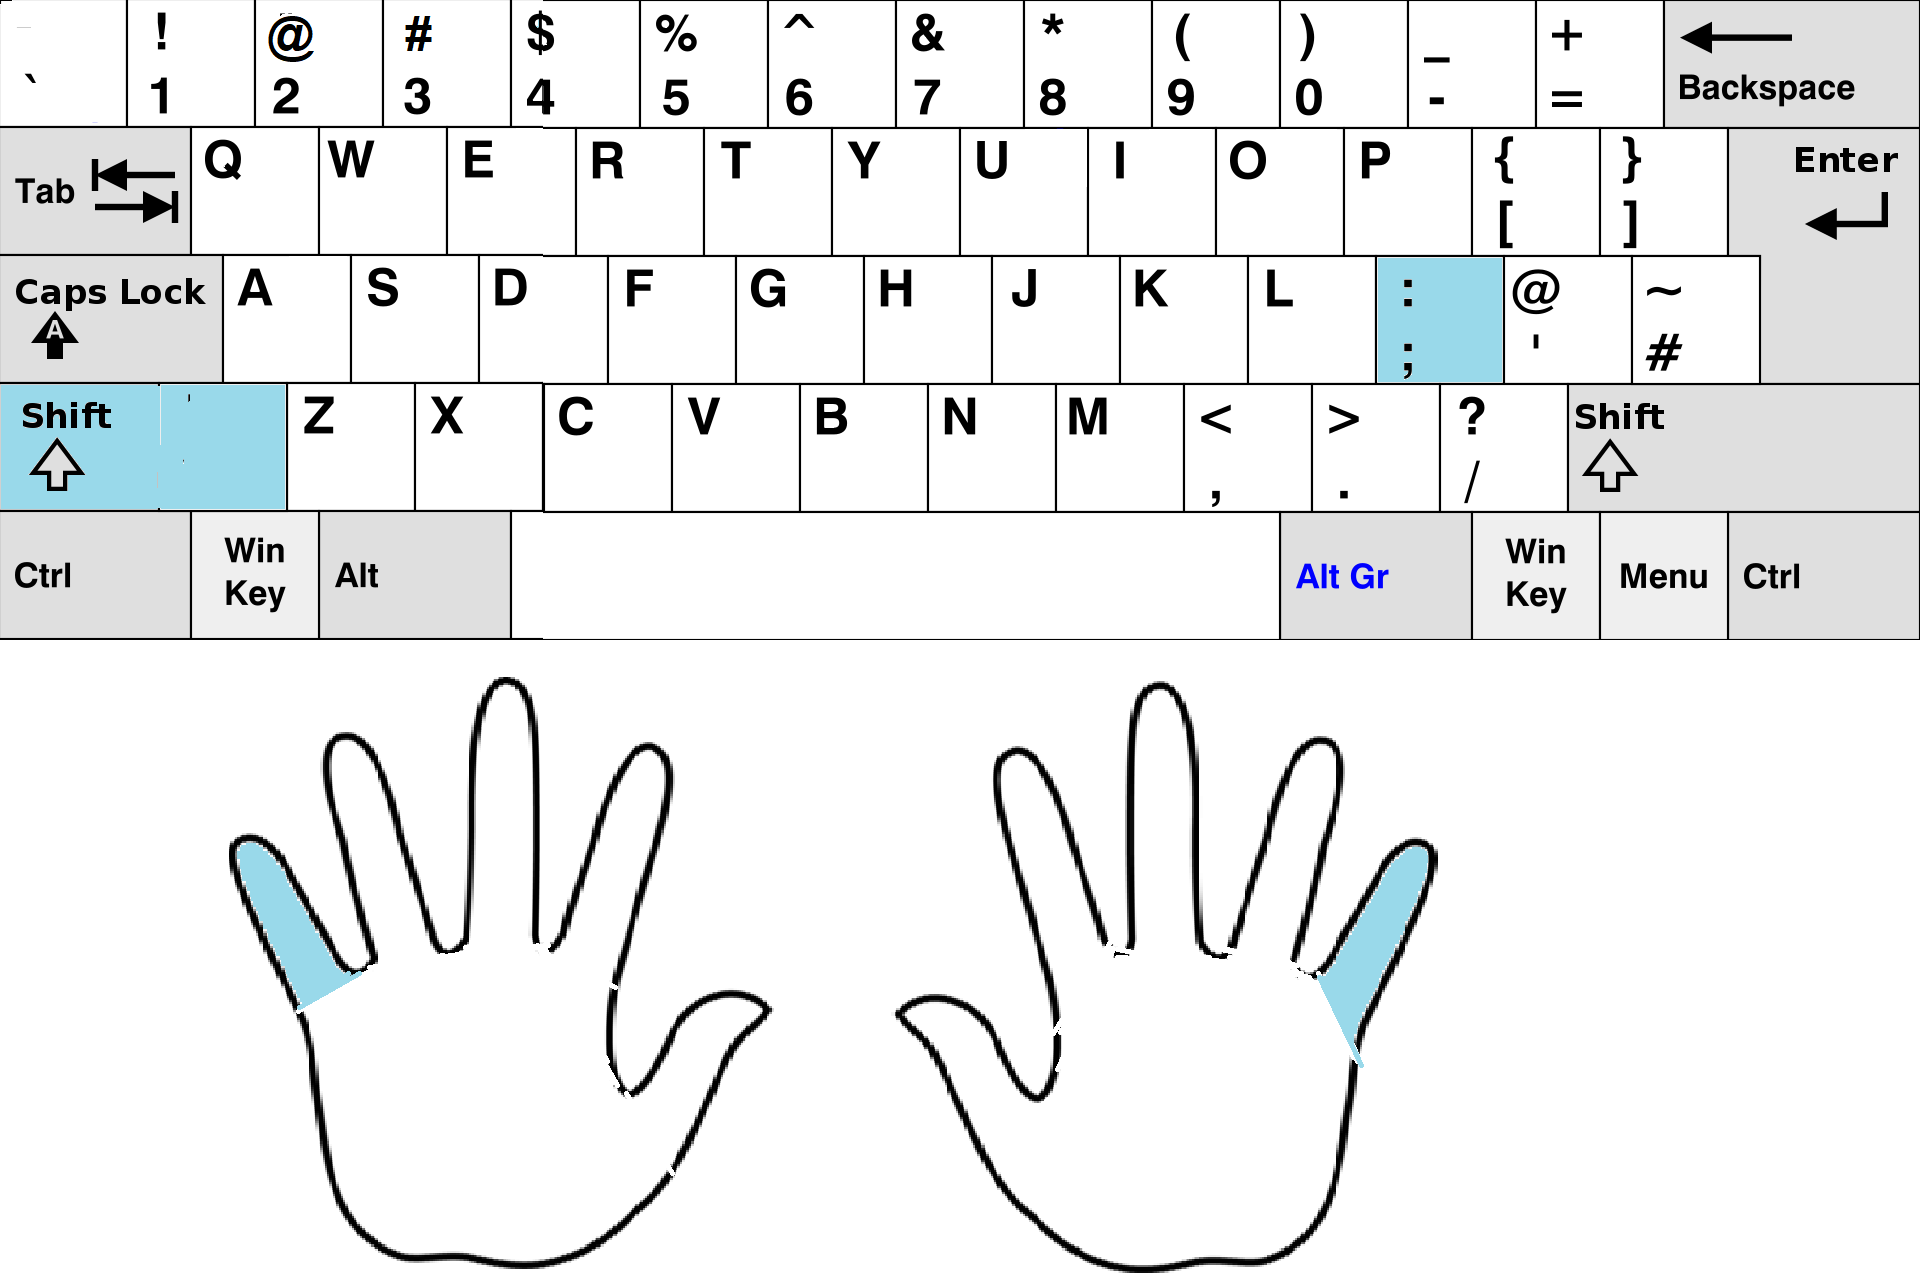 ! @ # $ % ^ & * ( ) _ +
` 1 2 3 4 5 6 7 8 9 0 - =
Backspace
Tab Q W E R T Y U I O P { }
[ ]
Enter
Caps Lock A S D F G H J K L : @ ~
A ; ' #
Shift ' Z X C V B N M < > ? Shift
, . /
Ctrl Win Key Alt Alt Gr Win Key Menu Ctrl